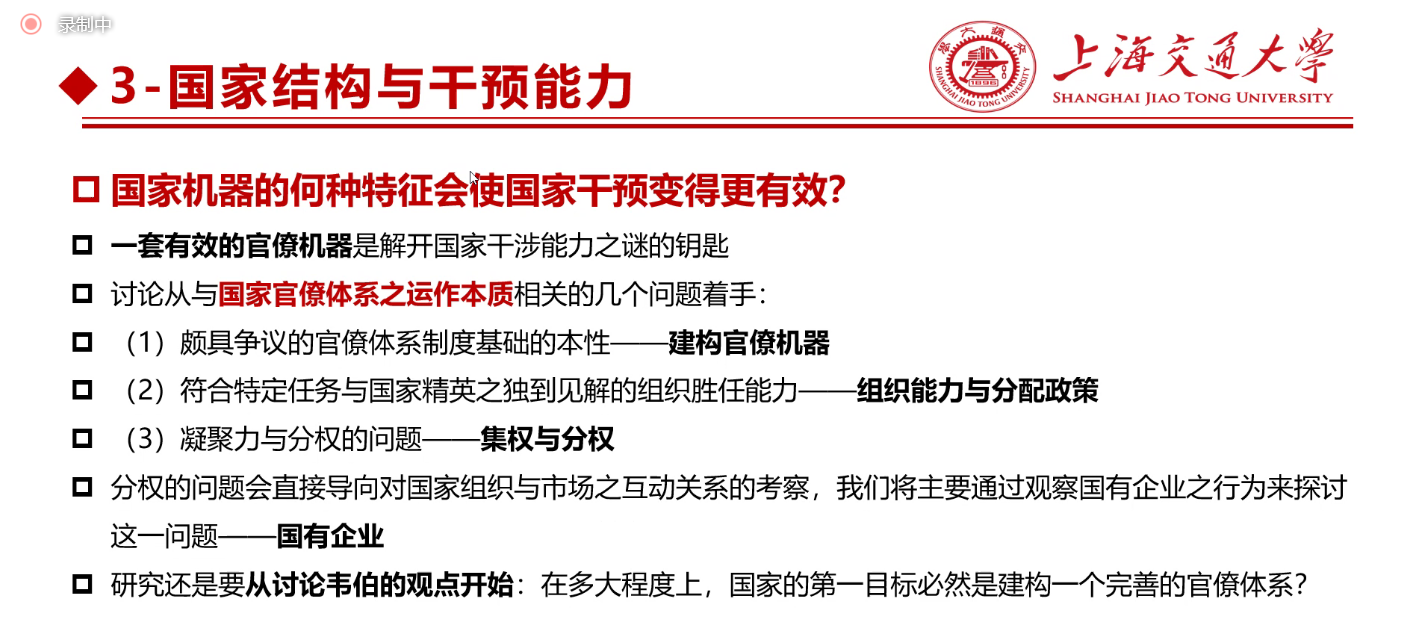 录制中
3-国家结构与干预能力
上海交通大学
SHANGHAI JIAO TONG UNIVERSITY
SHANGHAI JIAO TONG UNIVERSITY
1896
国家机器的何种特征会使国家干预变得更有效？
一套有效的官僚机器是解开国家干涉能力之谜的钥匙
讨论从与国家官僚体系之运作本质相关的几个问题着手：
（1）颇具争议的官僚体系制度基础的本性——建构官僚机器
（2）符合特定任务与国家精英之独到见解的组织胜任能力——组织能力与分配政策
（3）凝聚力与分权的问题——集权与分权
分权的问题会直接导向对国家组织与市场之互动关系的考察，我们将主要通过观察国有企业之行为来探讨
这一问题——国有企业
研究还是要从讨论韦伯的观点开始：在多大程度上，国家的第一目标必然是建构一个完善的官僚体系？